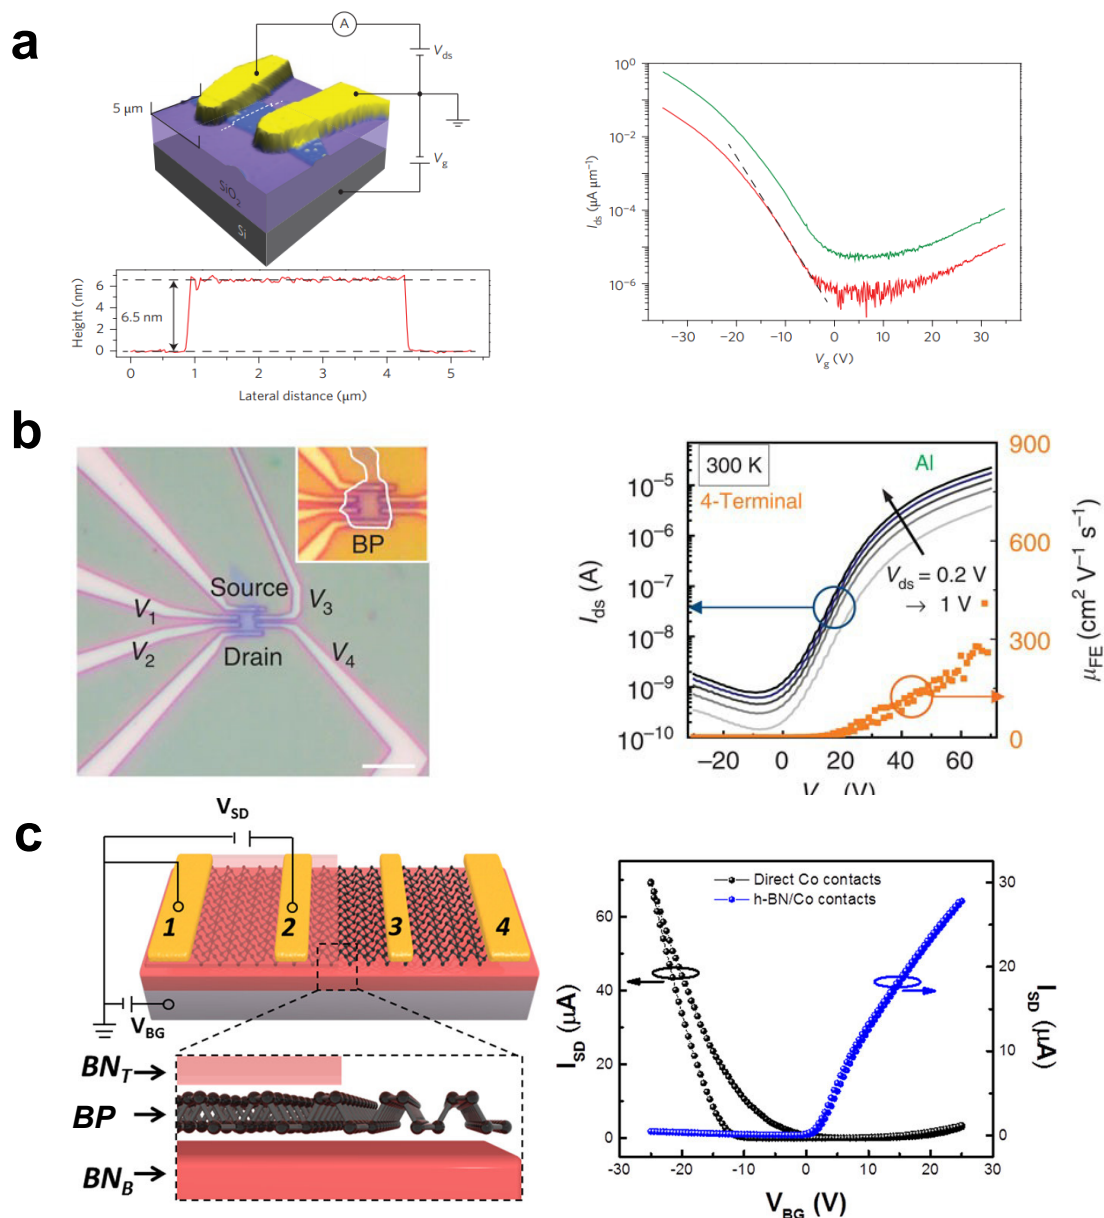 a
A
V_ds
5 μm
V_g
SiO₂
Si
Height (nm)
6
4
2
0
6.5 nm
0 1 2 3 4 5
Lateral distance (μm)
I_ds (μA μm⁻¹)
10⁰
10⁻²
10⁻⁴
10⁻⁶
−30 −20 −10 0 10 20 30
V_g (V)
b
BP
Source
V₁
V₃
V₂
Drain
V₄
300 K
Al
4-Terminal
V_ds = 0.2 V
→ 1 V
I_ds (A)
10⁻⁵
10⁻⁶
10⁻⁷
10⁻⁸
10⁻⁹
10⁻¹⁰
900
600
300
0
μ_FE (cm² V⁻¹ s⁻¹)
−20 0 20 40 60
(V)
c
V_SD
1 2 3 4
V_BG
BN_T
BP
BN_B
Direct Co contacts
h-BN/Co contacts
I_SD (μA)
60
40
20
0
30
20
10
0
I_SD (μA)
-30 -20 -10 0 10 20 30
V_BG (V)